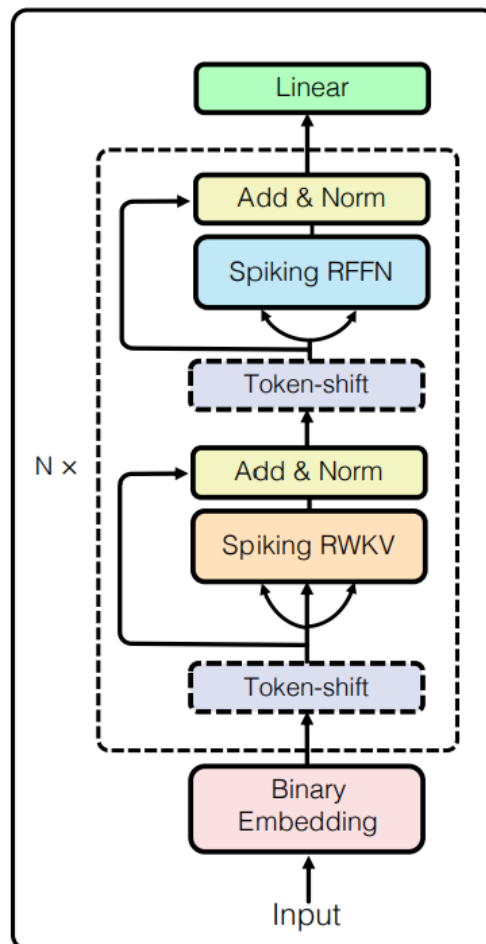 Linear
Add & Norm
Spiking RFFN
Token-shift
Add & Norm
N ×
Spiking RWKV
Token-shift
Binary
Embedding
Input